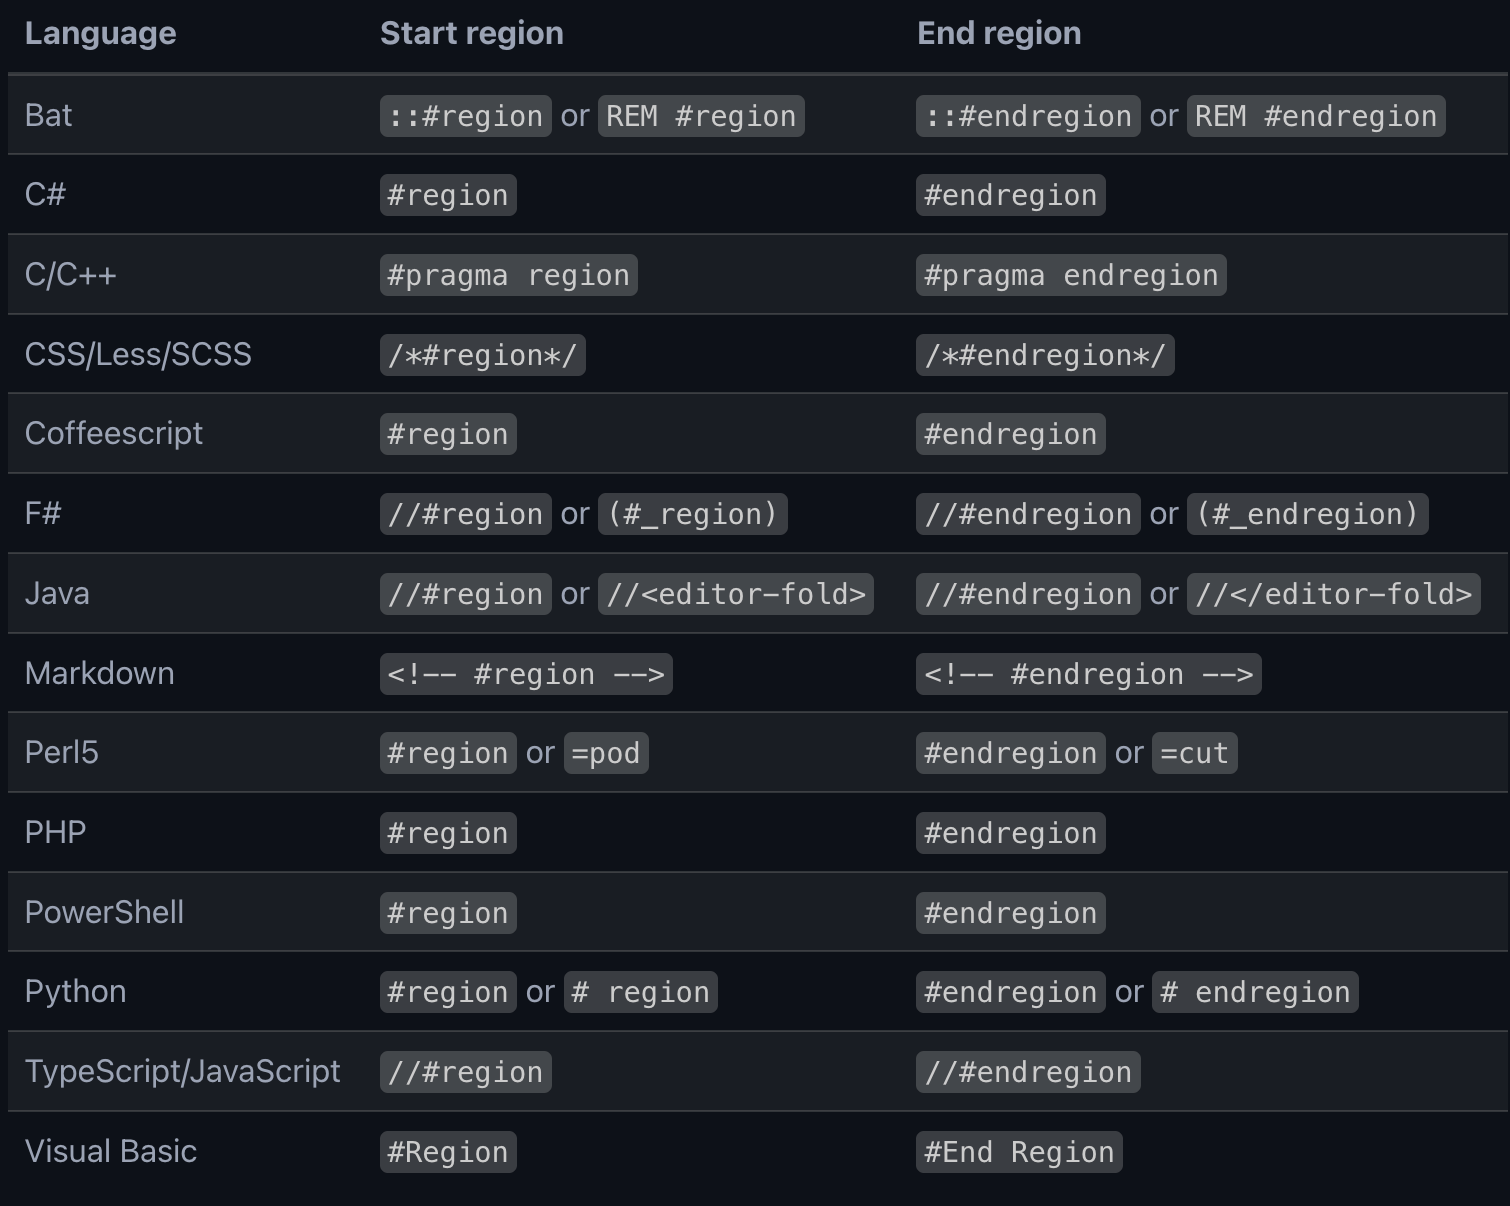 Language Start region End region
Bat ::#region or REM #region ::#endregion or REM #endregion
C# #region #endregion
C/C++ #pragma region #pragma endregion
CSS/Less/SCSS /*#region*/ /*#endregion*/
Coffeescript #region #endregion
F# //#region or (#_region) //#endregion or (#_endregion)
Java //#region or //<editor-fold> //#endregion or //</editor-fold>
Markdown <!-- #region --> <!-- #endregion -->
Perl5 #region or =pod #endregion or =cut
PHP #region #endregion
PowerShell #region #endregion
Python #region or # region #endregion or # endregion
TypeScript/JavaScript //#region //#endregion
Visual Basic #Region #End Region